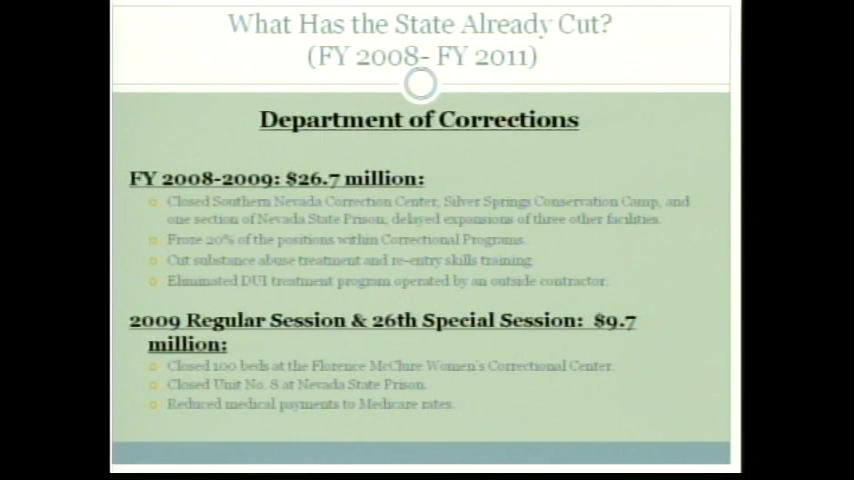 What Has the State Already Cut?
(FY 2008- FY 2011)
Department of Corrections
FY 2008-2009: $26.7 million:
Closed Southern Nevada Correction Center, Silver Springs Conservation Camp, and
one section of Nevada State Prison; delayed expansions of three other facilities.
Froze 20% of the positions within Correctional Programs.
Cut substance abuse treatment and re-entry skills training
Eliminated DUI treatment program operated by an outside contractor.
2009 Regular Session & 26th Special Session: $9.7
million:
Closed 100 beds at the Florence McClure Women's Correctional Center.
Closed Unit No. 8 at Nevada State Prison.
Reduced medical payments to Medicare rates.